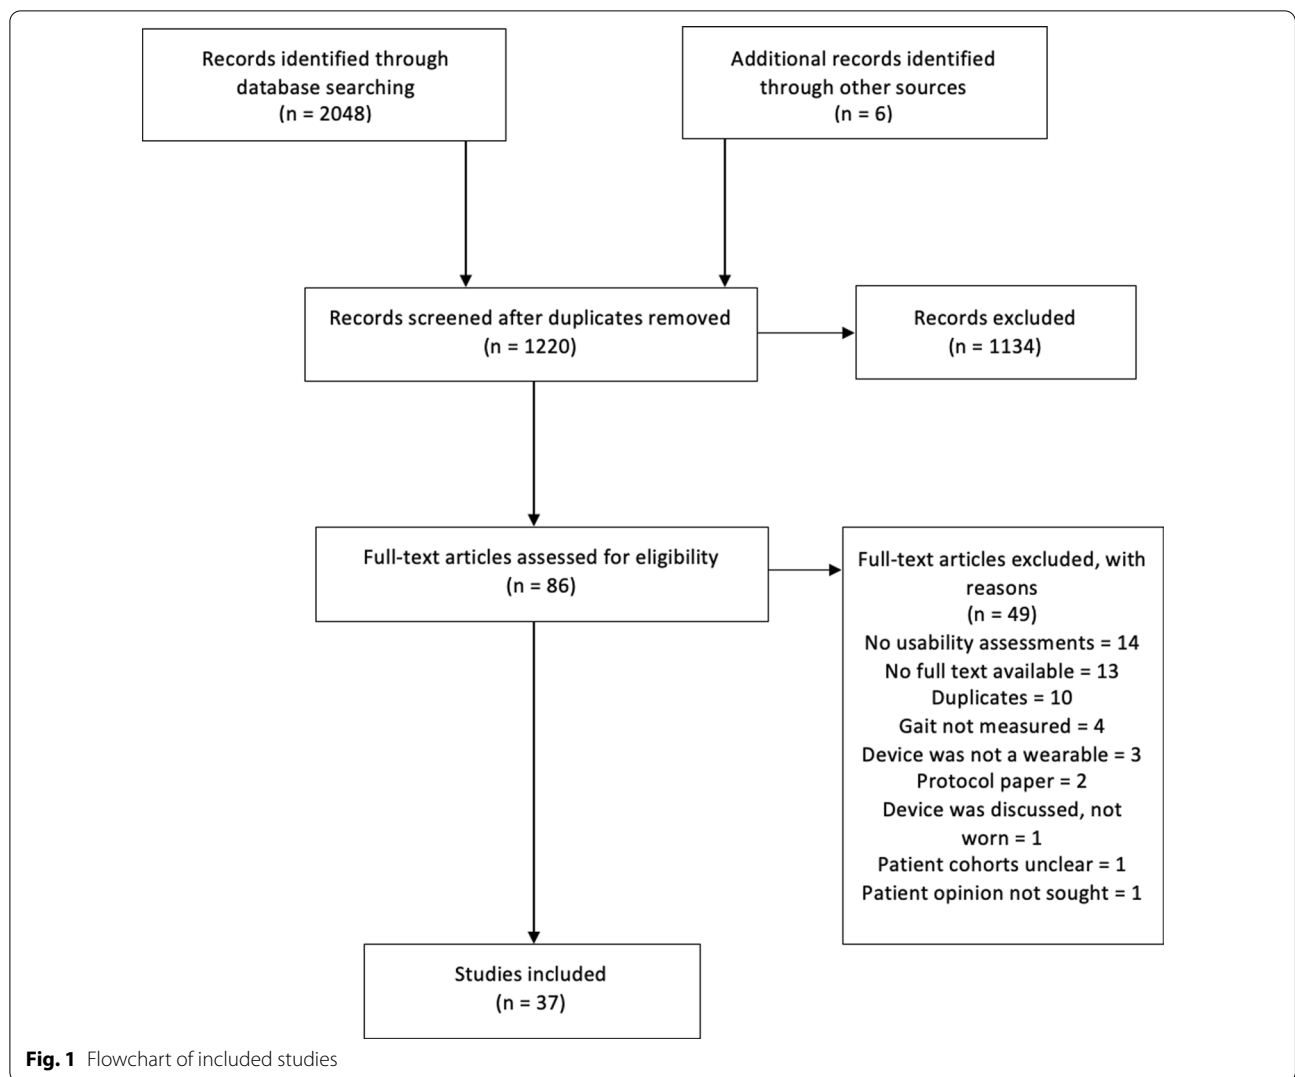 Records identified through
database searching
(n = 2048)
Additional records identified
through other sources
(n = 6)
Records screened after duplicates removed
(n = 1220)
Records excluded
(n = 1134)
Full-text articles assessed for eligibility
(n = 86)
Full-text articles excluded, with
reasons
(n = 49)
No usability assessments = 14
No full text available = 13
Duplicates = 10
Gait not measured = 4
Device was not a wearable = 3
Protocol paper = 2
Device was discussed, not
worn = 1
Patient cohorts unclear = 1
Patient opinion not sought = 1
Studies included
(n = 37)
Fig. 1 Flowchart of included studies